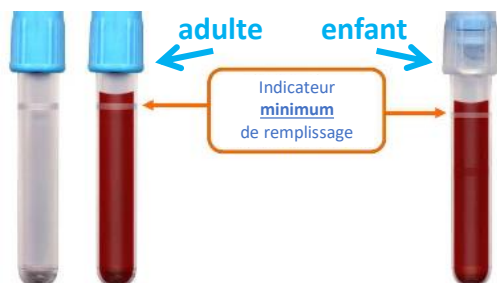 adulte enfant
Indicateur
minimum
de remplissage